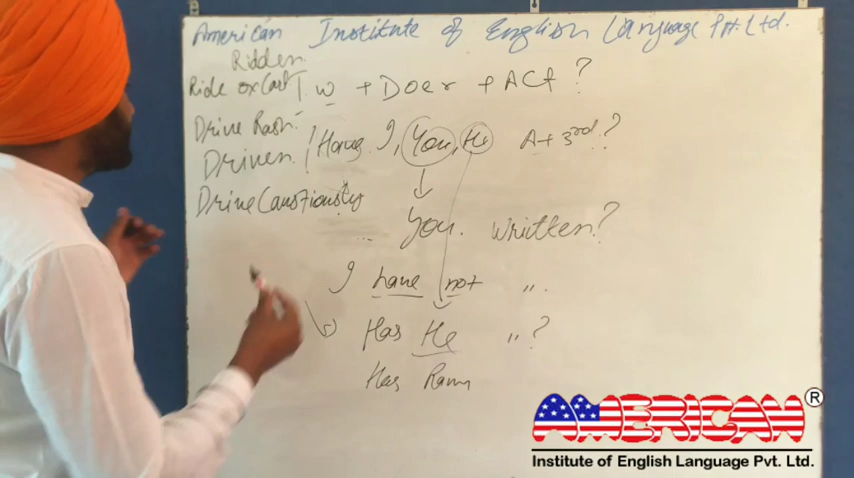 American Institute of English Language Pvt. Ltd.
Ridden
Ride ox Cart | W + Doer + Act ?
Drive Rash.
Driven. / Have I, You, He A + 3rd ?
Drive Causiously
You. Written?
I have not "
Has He " ?
Has Ram
AMERICAN ®
Institute of English Language Pvt. Ltd.